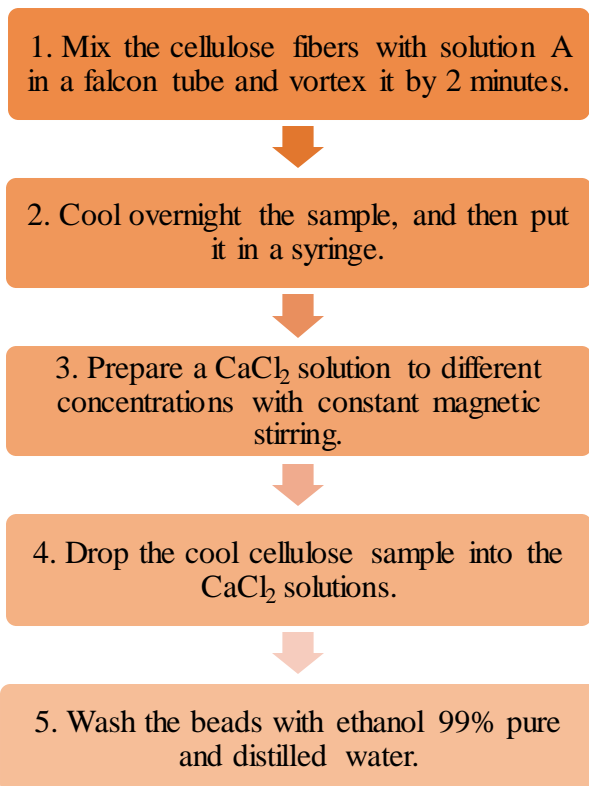 1. Mix the cellulose fibers with solution A
in a falcon tube and vortex it by 2 minutes.
2. Cool overnight the sample, and then put
it in a syringe.
3. Prepare a CaCl₂ solution to different
concentrations with constant magnetic
stirring.
4. Drop the cool cellulose sample into the
CaCl₂ solutions.
5. Wash the beads with ethanol 99% pure
and distilled water.